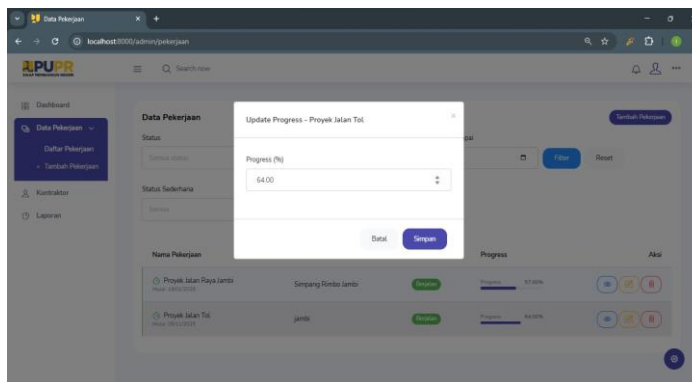 Data Pekerjaan
localhost:8000/admin/pekerjaan
PUPR
Search now
Dashboard
Data Pekerjaan
Daftar Pekerjaan
Tambah Pekerjaan
Kontraktor
Laporan
Data Pekerjaan
Tambah Pekerjaan
Status
pai
Semua Status
Filter
Reset
Status Sederhana
Semua
Update Progress - Proyek Jalan Tol
×
Progress (%)
64.00
Batal
Simpan
Nama Pekerjaan
Progress
Aksi
Proyek Jalan Raya Jambi
Simpang Rimbo Jambi
Berjalan
Progress
57.00%
Proyek Jalan Tol
jambi
Berjalan
Progress
64.00%